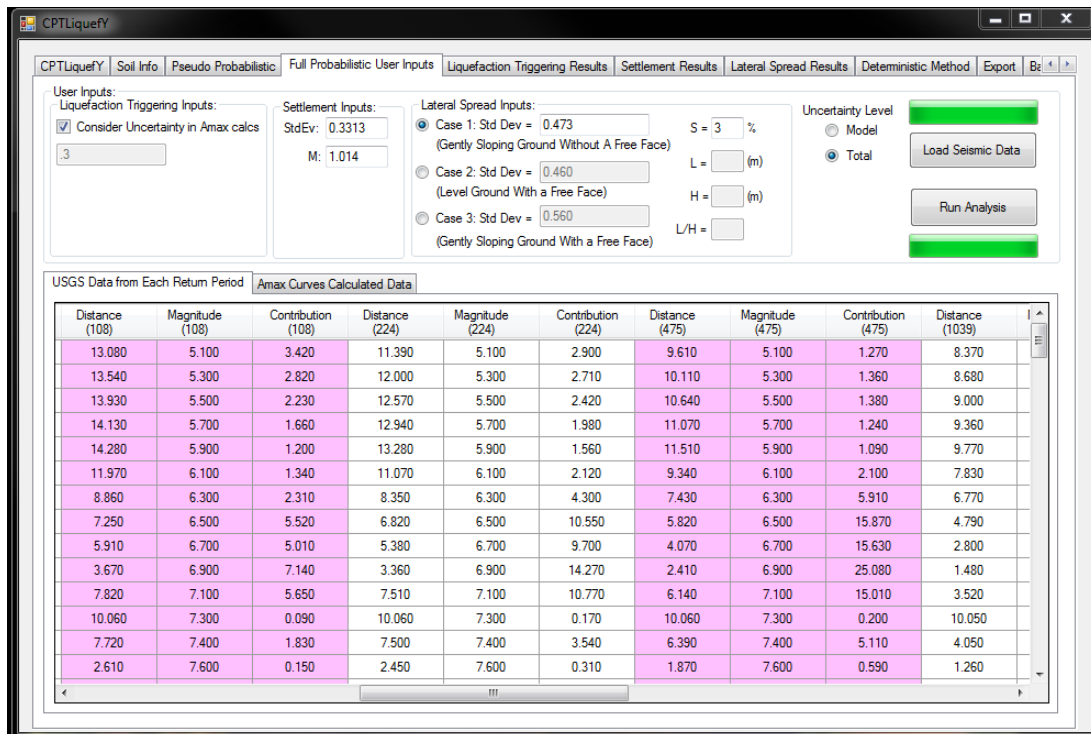 CPTLiquefY
CPTLiquefY Soil Info Pseudo Probabilistic Full Probabilistic User Inputs Liquefaction Triggering Results Settlement Results Lateral Spread Results Deterministic Method Export
User Inputs:
Liquefaction Triggering Inputs:
Consider Uncertainty in Amax calcs
.3
Settlement Inputs:
StdEv: 0.3313
M: 1.014
Lateral Spread Inputs:
Case 1: Std Dev = 0.473
(Gently Sloping Ground Without A Free Face)
Case 2: Std Dev = 0.460
(Level Ground With a Free Face)
Case 3: Std Dev = 0.560
(Gently Sloping Ground With a Free Face)
S = 3 %
L = (m)
H = (m)
L/H =
Uncertainty Level
Model
Total
Load Seismic Data
Run Analysis
USGS Data from Each Return Period Amax Curves Calculated Data
Distance (108) Magnitude (108) Contribution (108) Distance (224) Magnitude (224) Contribution (224) Distance (475) Magnitude (475) Contribution (475) Distance (1039)
13.080 5.100 3.420 11.390 5.100 2.900 9.610 5.100 1.270 8.370
13.540 5.300 2.820 12.000 5.300 2.710 10.110 5.300 1.360 8.680
13.930 5.500 2.230 12.570 5.500 2.420 10.640 5.500 1.380 9.000
14.130 5.700 1.660 12.940 5.700 1.980 11.070 5.700 1.240 9.360
14.280 5.900 1.200 13.280 5.900 1.560 11.510 5.900 1.090 9.770
11.970 6.100 1.340 11.070 6.100 2.120 9.340 6.100 2.100 7.830
8.860 6.300 2.310 8.350 6.300 4.300 7.430 6.300 5.910 6.770
7.250 6.500 5.520 6.820 6.500 10.550 5.820 6.500 15.870 4.790
5.910 6.700 5.010 5.380 6.700 9.700 4.070 6.700 15.630 2.800
3.670 6.900 7.140 3.360 6.900 14.270 2.410 6.900 25.080 1.480
7.820 7.100 5.650 7.510 7.100 10.770 6.140 7.100 15.010 3.520
10.060 7.300 0.090 10.060 7.300 0.170 10.060 7.300 0.200 10.050
7.720 7.400 1.830 7.500 7.400 3.540 6.390 7.400 5.110 4.050
2.610 7.600 0.150 2.450 7.600 0.310 1.870 7.600 0.590 1.260